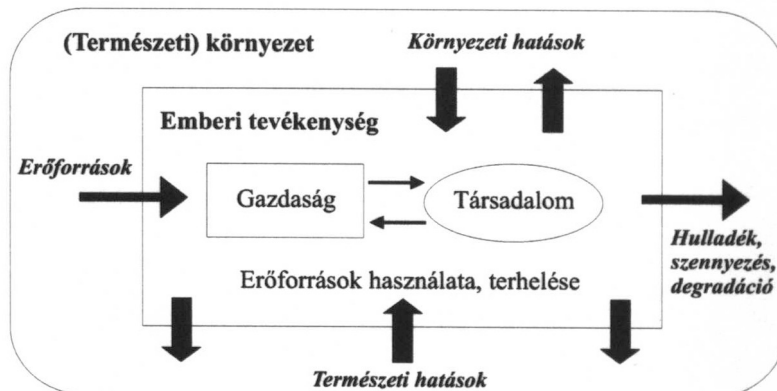 (Természeti) környezet
Környezeti hatások
Emberi tevékenység
Erőforrások
Gazdaság
Társadalom
Hulladék,
szennyezés,
degradáció
Erőforrások használata, terhelése
Természeti hatások